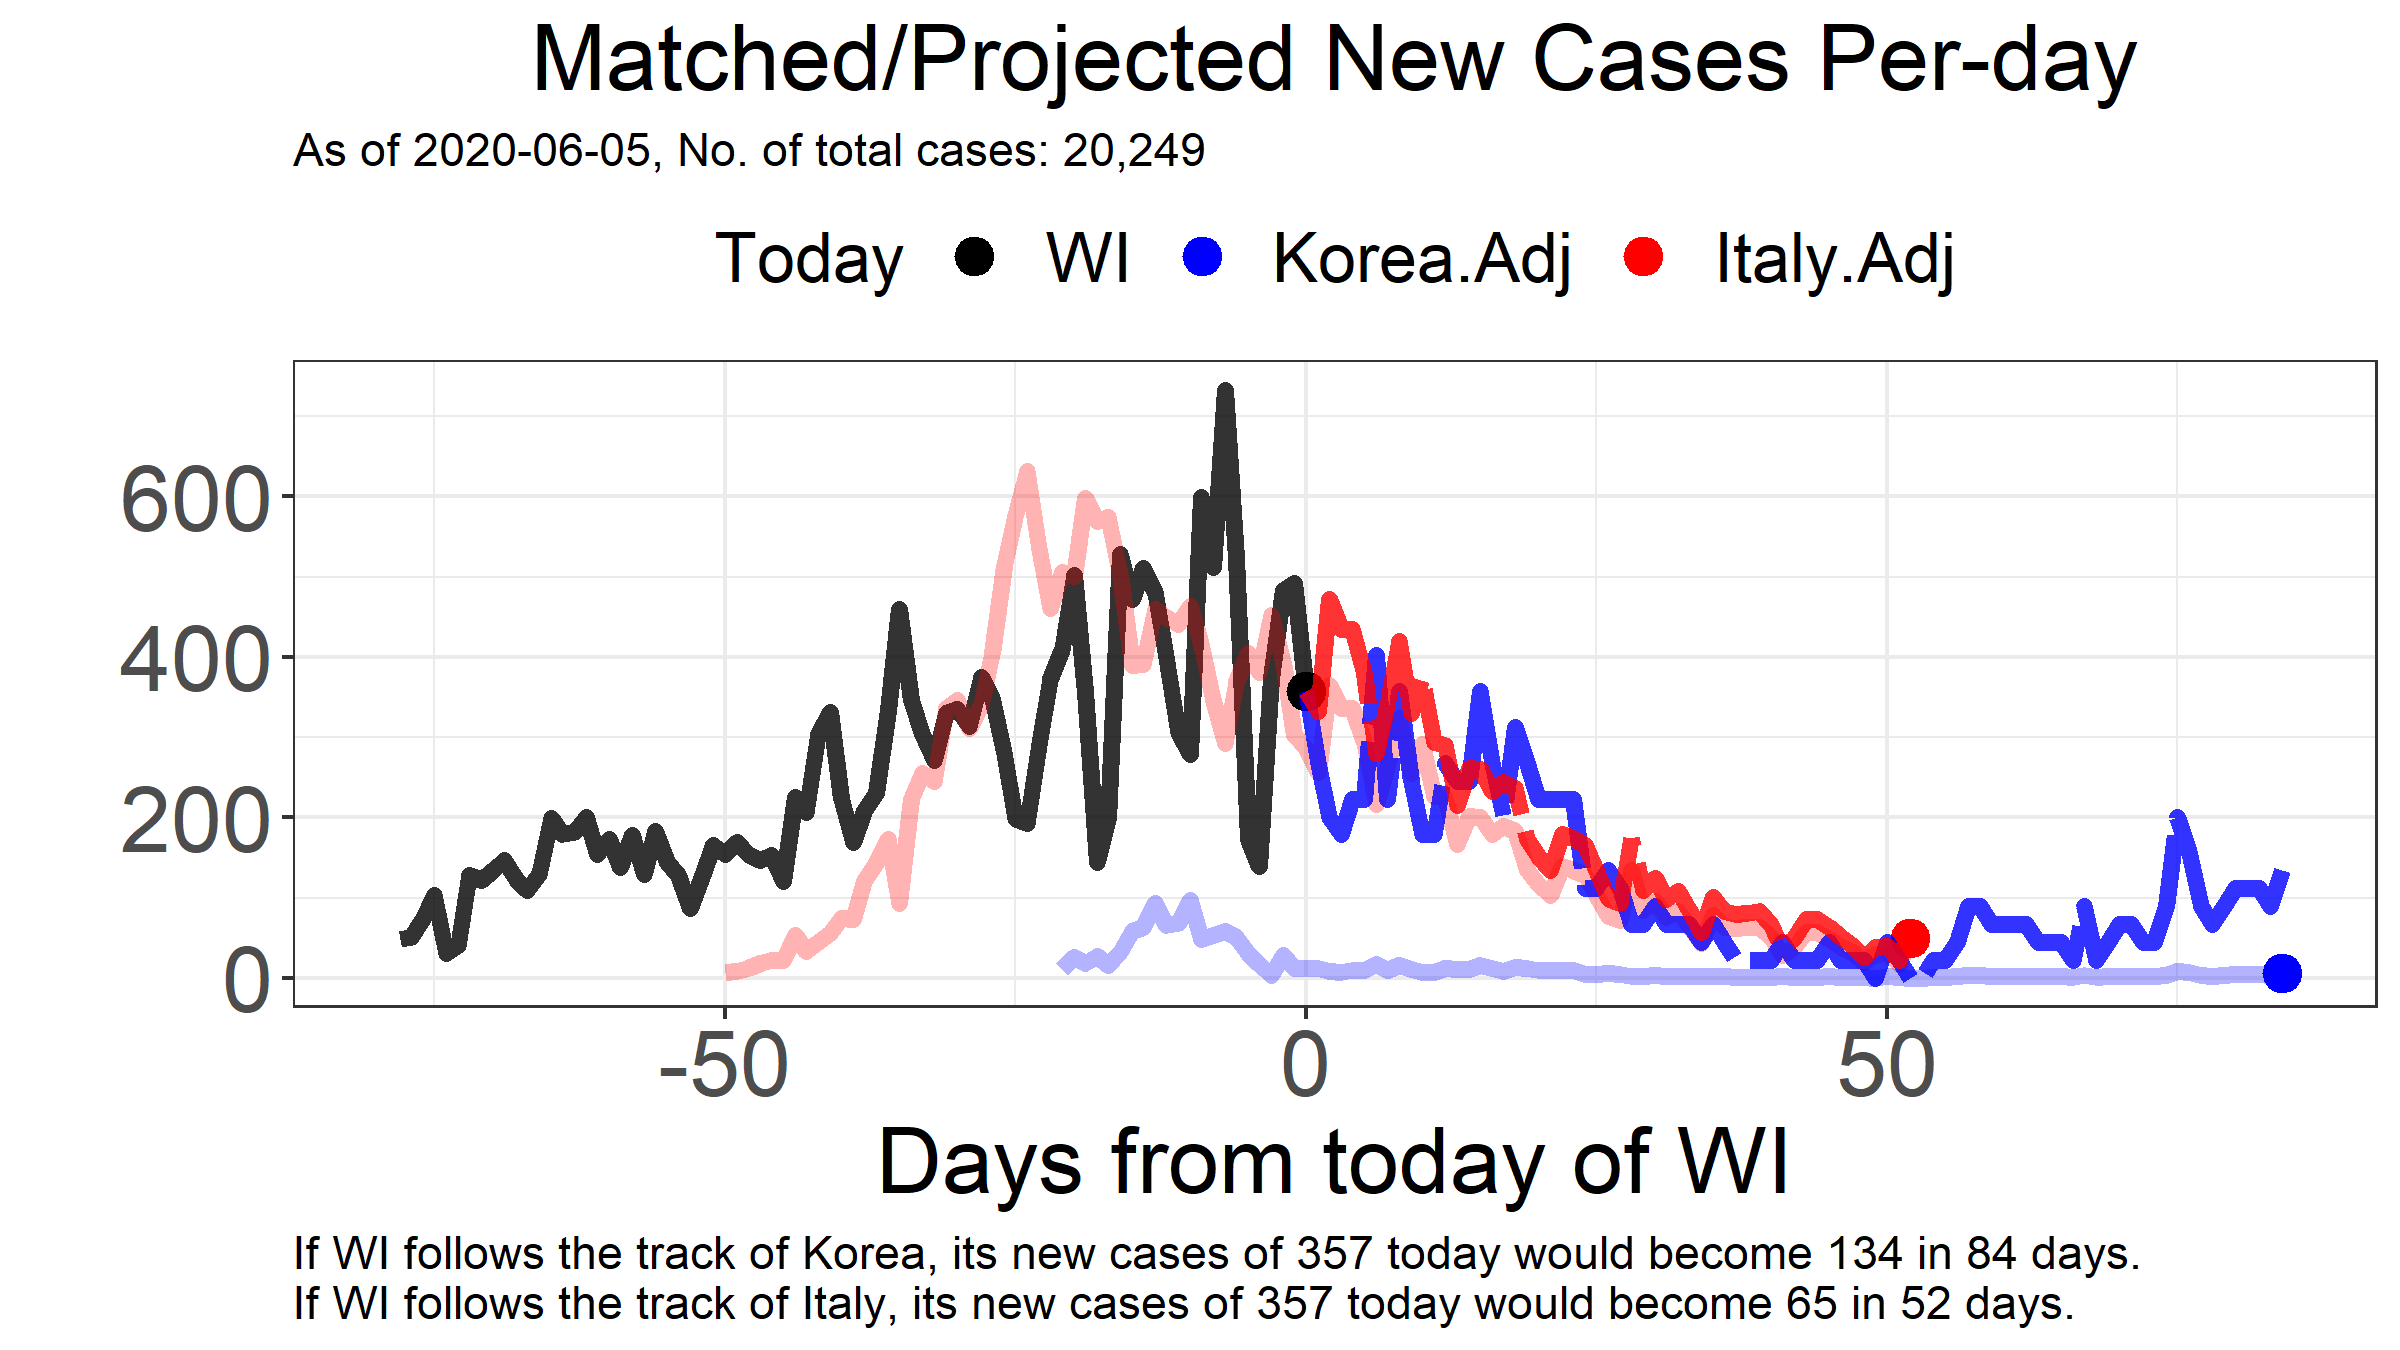 Matched/Projected New Cases Per-day
As of 2020-06-05, No. of total cases: 20,249
Today WI Korea.Adj Italy.Adj
600
400
200
0
-50 0 50
Days from today of WI
If WI follows the track of Korea, its new cases of 357 today would become 134 in 84 days.
If WI follows the track of Italy, its new cases of 357 today would become 65 in 52 days.